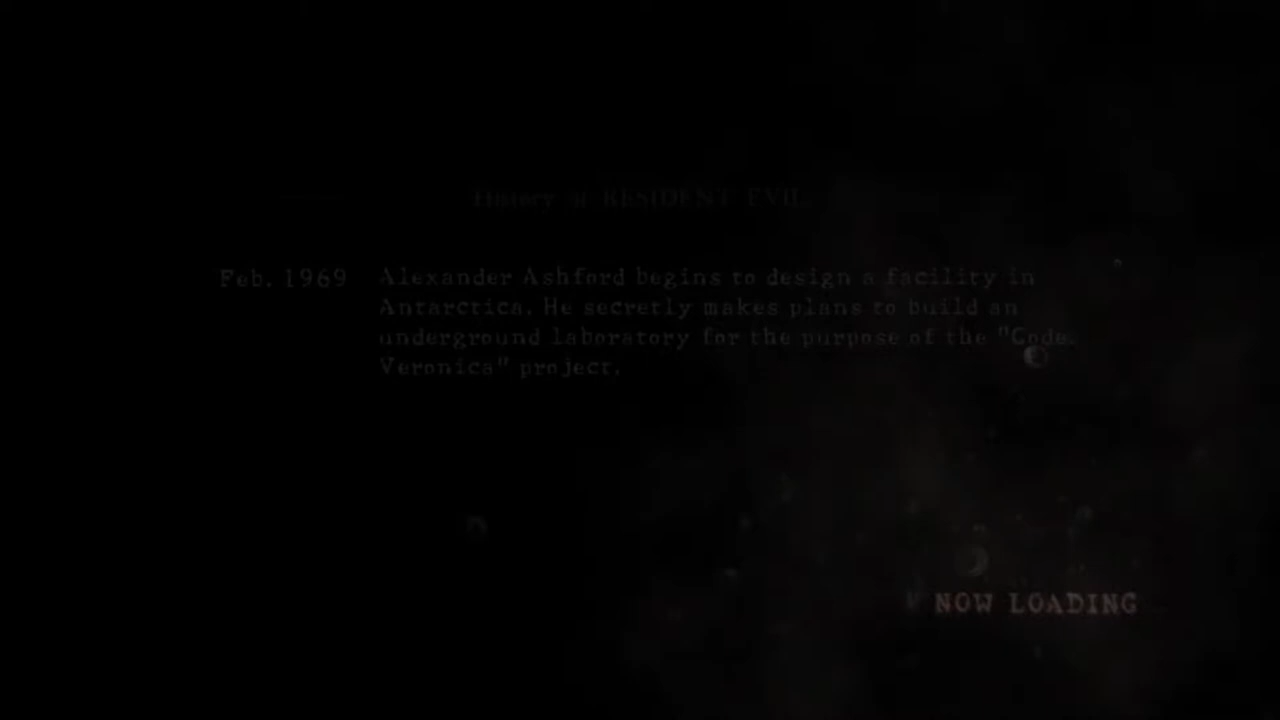 History of RESIDENT EVIL
Feb. 1969 Alexander Ashford begins to design a facility in
Antarctica. He secretly makes plans to build an
underground laboratory for the purpose of the "Code:
Veronica" project.
NOW LOADING